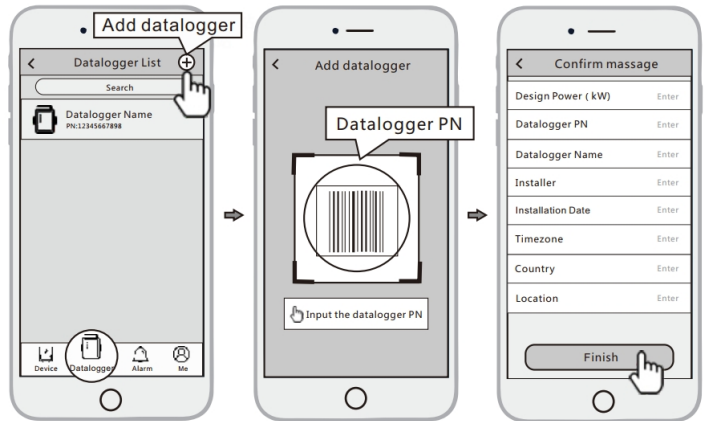 Add datalogger
Datalogger List
Search
Datalogger Name
PN:12345667898
Device
Datalogger
Alarm
Me
Add datalogger
Datalogger PN
Input the datalogger PN
Confirm massage
Design Power ( kW) Enter
Datalogger PN Enter
Datalogger Name Enter
Installer Enter
Installation Date Enter
Timezone Enter
Country Enter
Location Enter
Finish